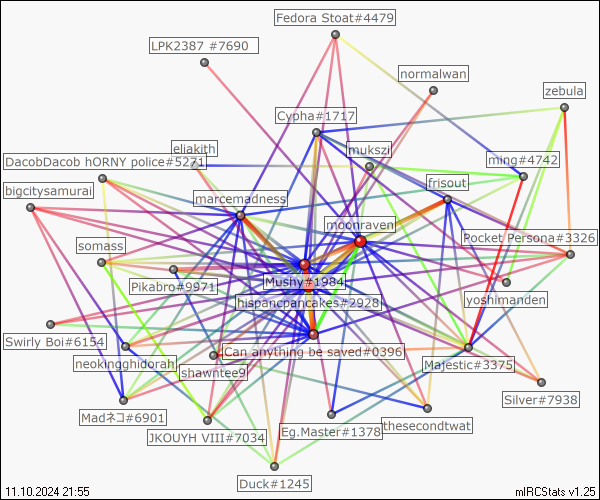 Fedora Stoat#4479
LPK2387 #7690
normalwan
zebula
Cypha#1717
mukszi
eliakith
DacobDacob hORNY police#5271
ming#4742
bigcitysamurai
frisout
marcemadness
moonraven
Pocket Persona#3326
somass
Pikabro#9971
Mushy#1984
yoshimanden
hispancpancakes#2928
Swirly Boi#6154
Can anything be saved#0396
neokingghidorah
shawntee9
Majestic#3375
Silver#7938
Madネコ#6901
JKOUYH VIII#7034
Eg.Master#1378
thesecondtwat
Duck#1245
11.10.2024 21:55
mIRCStats v1.25